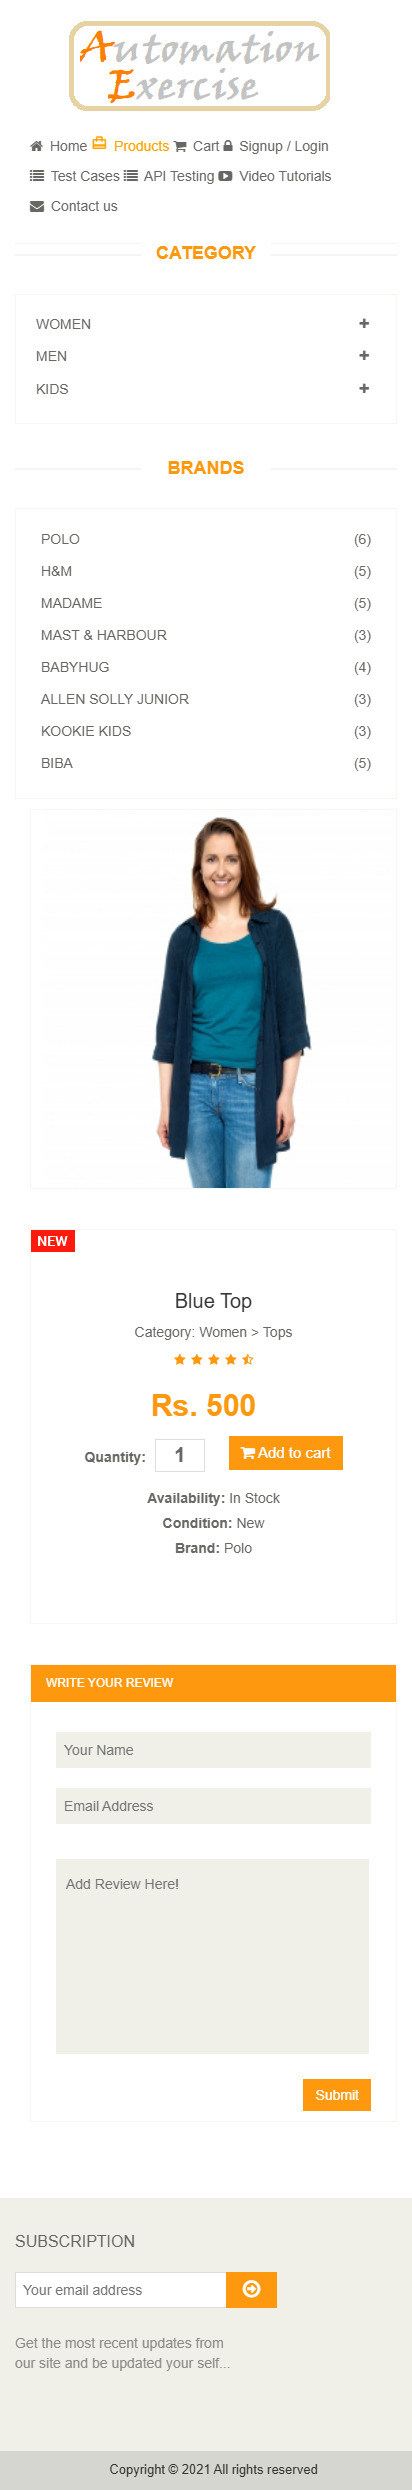 Automation
Exercise
Home Products Cart Signup / Login
Test Cases API Testing Video Tutorials
Contact us
CATEGORY
WOMEN
MEN
KIDS
BRANDS
POLO (6)
H&M (5)
MADAME (5)
MAST & HARBOUR (3)
BABYHUG (4)
ALLEN SOLLY JUNIOR (3)
KOOKIE KIDS (3)
BIBA (5)
NEW
Blue Top
Category: Women > Tops
Rs. 500
Quantity: 1 Add to cart
Availability: In Stock
Condition: New
Brand: Polo
WRITE YOUR REVIEW
Your Name
Email Address
Add Review Here!
Submit
SUBSCRIPTION
Your email address
Get the most recent updates from
our site and be updated your self...
Copyright © 2021 All rights reserved